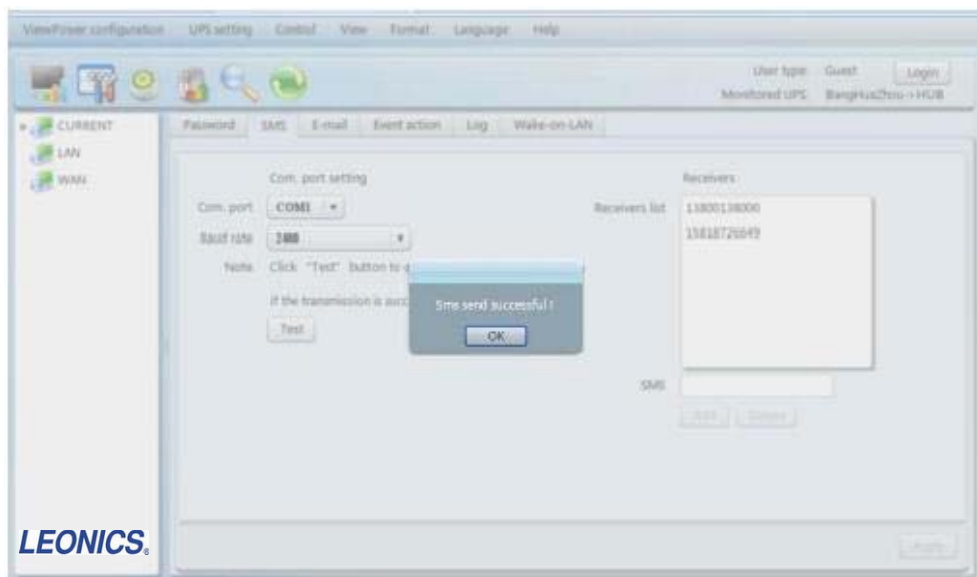 ViewPower configuration UPS setting Control View Format Language Help
User type Guest Login
Monitored UPS BangHuaZhou->HUB
CURRENT
LAN
WAN
Password SMS E-mail Event action Log Wake-on-LAN
Com. port setting
Com. port COM1
Baud rate 2400
Note Click "Test" button to
if the transmission is succ
Test
Receivers
Receivers list 13800138000
SMS
Add Delete
Sms send successful !
OK
Apply
LEONICS®